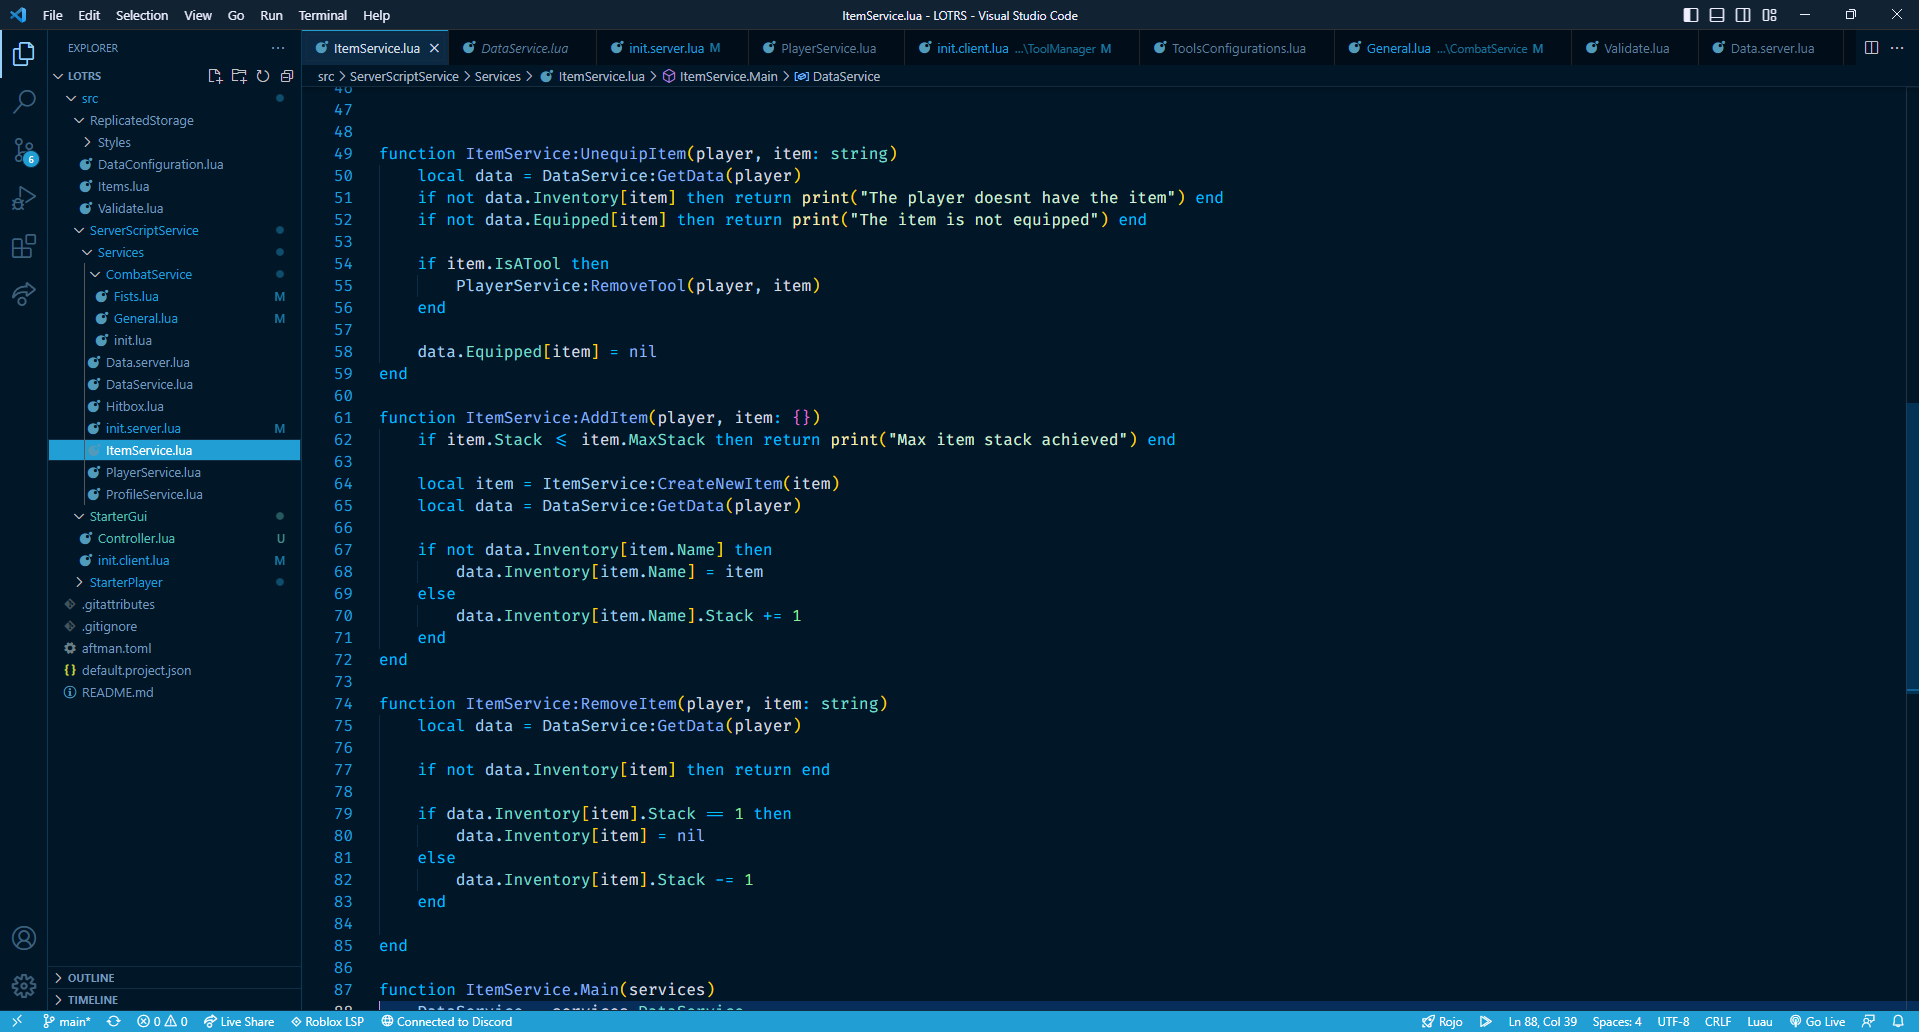 File Edit Selection View Go Run Terminal Help
ItemService.lua - LOTRS - Visual Studio Code
EXPLORER
LOTRS
src
ReplicatedStorage
Styles
DataConfiguration.lua
Items.lua
Validate.lua
ServerScriptService
Services
CombatService
Fists.lua M
General.lua M
init.lua
Data.server.lua
DataService.lua
Hitbox.lua
init.server.lua M
ItemService.lua
PlayerService.lua
ProfileService.lua
StarterGui
Controller.lua U
init.client.lua M
StarterPlayer
.gitattributes
.gitignore
aftman.toml
default.project.json
README.md
OUTLINE
TIMELINE
6
ItemService.lua DataService.lua init.server.lua M PlayerService.lua init.client.lua ...\ToolManager M ToolsConfigurations.lua General.lua ...\CombatService M Validate.lua Data.server.lua
src > ServerScriptService > Services > ItemService.lua > ItemService.Main > DataService
46
47
48
49 function ItemService:UnequipItem(player, item: string)
50 local data = DataService:GetData(player)
51 if not data.Inventory[item] then return print("The player doesnt have the item") end
52 if not data.Equipped[item] then return print("The item is not equipped") end
53
54 if item.IsATool then
55 PlayerService:RemoveTool(player, item)
56 end
57
58 data.Equipped[item] = nil
59 end
60
61 function ItemService:AddItem(player, item: {})
62 if item.Stack <= item.MaxStack then return print("Max item stack achieved") end
63
64 local item = ItemService:CreateNewItem(item)
65 local data = DataService:GetData(player)
66
67 if not data.Inventory[item.Name] then
68 data.Inventory[item.Name] = item
69 else
70 data.Inventory[item.Name].Stack += 1
71 end
72 end
73
74 function ItemService:RemoveItem(player, item: string)
75 local data = DataService:GetData(player)
76
77 if not data.Inventory[item] then return end
78
79 if data.Inventory[item].Stack == 1 then
80 data.Inventory[item] = nil
81 else
82 data.Inventory[item].Stack -= 1
83 end
84
85 end
86
87 function ItemService.Main(services)
88 DataService = services.DataService
main* 0 0 Live Share Roblox LSP Connected to Discord
Rojo Ln 88, Col 39 Spaces: 4 UTF-8 CRLF Luau Go Live